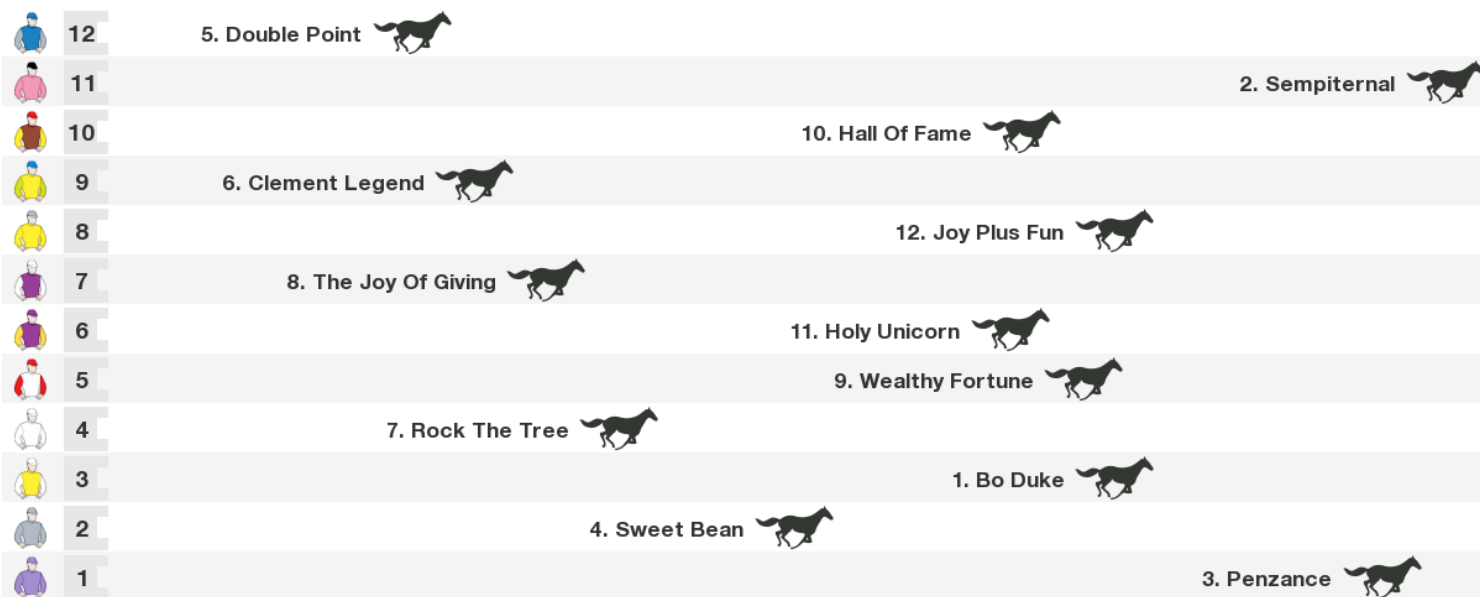 12 5. Double Point
11 2. Sempiternal
10 10. Hall Of Fame
9 6. Clement Legend
8 12. Joy Plus Fun
7 8. The Joy Of Giving
6 11. Holy Unicorn
5 9. Wealthy Fortune
4 7. Rock The Tree
3 1. Bo Duke
2 4. Sweet Bean
1 3. Penzance